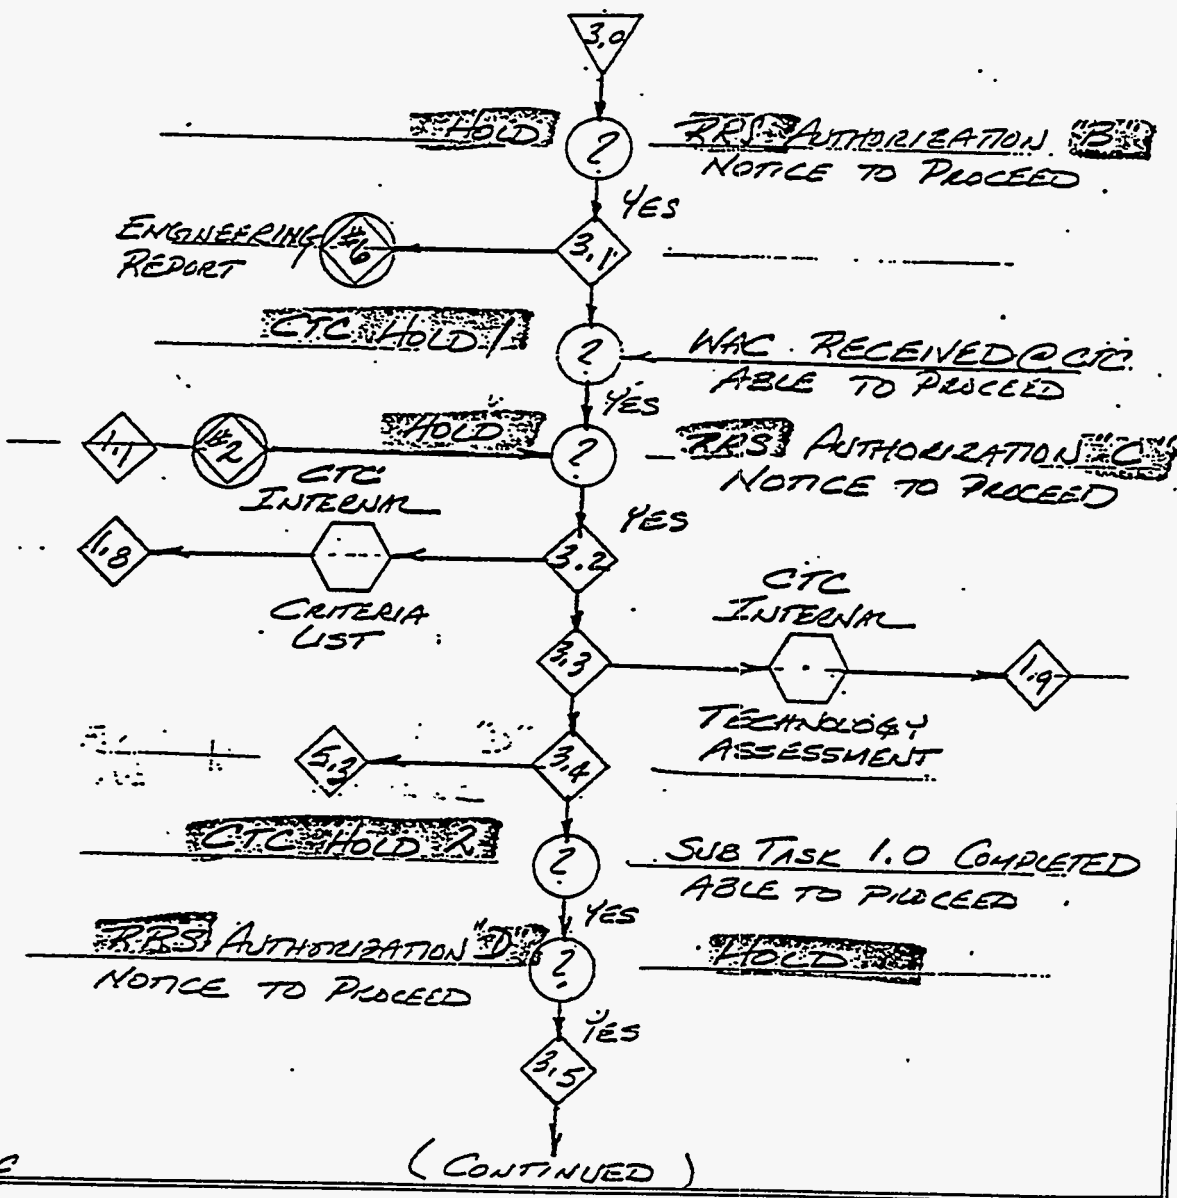 3.0
HOLD
?
RRS AUTHORIZATION "B"
NOTICE TO PROCEED
YES
ENGINEERING
REPORT
#6
3.1
CTC HOLD 1
?
WAC RECEIVED @ CTC
ABLE TO PROCEED
YES
1.1
#2
HOLD
?
RRS AUTHORIZATION "C"
NOTICE TO PROCEED
CTC
INTERNAL
YES
1.8
3.2
CRITERIA
LIST
CTC
INTERNAL
3.3
1.9
TECHNOLOGY
ASSESSMENT
5.3
"D"
3.4
CTC HOLD 2
?
SUB TASK 1.0 COMPLETED
ABLE TO PROCEED
YES
RRS AUTHORIZATION "D"
NOTICE TO PROCEED
?
HOLD
YES
3.5
(CONTINUED)
C